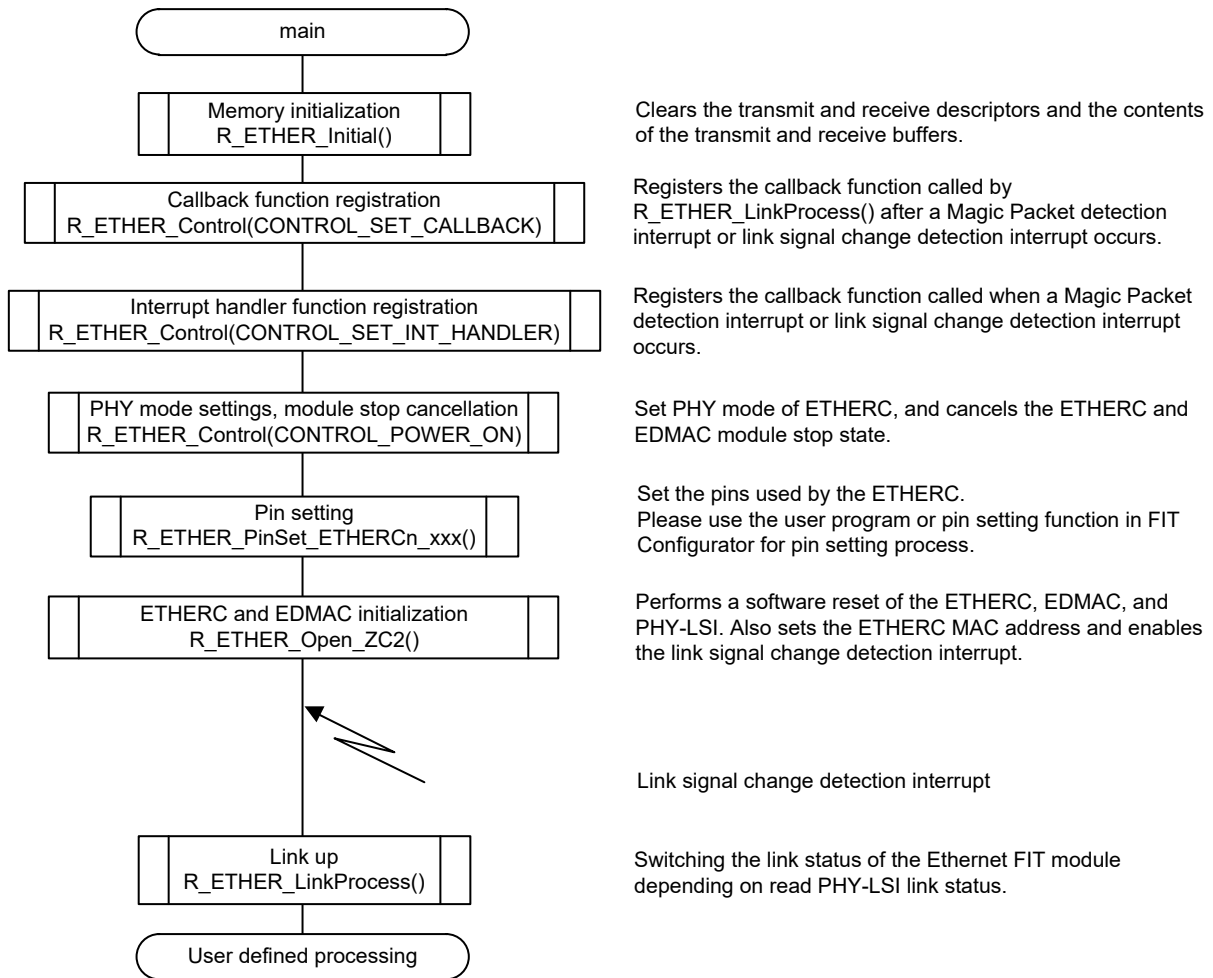 main
Memory initialization
R_ETHER_Initial()
Clears the transmit and receive descriptors and the contents
of the transmit and receive buffers.
Callback function registration
R_ETHER_Control(CONTROL_SET_CALLBACK)
Registers the callback function called by
R_ETHER_LinkProcess() after a Magic Packet detection
interrupt or link signal change detection interrupt occurs.
Interrupt handler function registration
R_ETHER_Control(CONTROL_SET_INT_HANDLER)
Registers the callback function called when a Magic Packet
detection interrupt or link signal change detection interrupt
occurs.
PHY mode settings, module stop cancellation
R_ETHER_Control(CONTROL_POWER_ON)
Set PHY mode of ETHERC, and cancels the ETHERC and
EDMAC module stop state.
Pin setting
R_ETHER_PinSet_ETHERCn_xxx()
Set the pins used by the ETHERC.
Please use the user program or pin setting function in FIT
Configurator for pin setting process.
ETHERC and EDMAC initialization
R_ETHER_Open_ZC2()
Performs a software reset of the ETHERC, EDMAC, and
PHY-LSI. Also sets the ETHERC MAC address and enables
the link signal change detection interrupt.
Link signal change detection interrupt
Link up
R_ETHER_LinkProcess()
Switching the link status of the Ethernet FIT module
depending on read PHY-LSI link status.
User defined processing